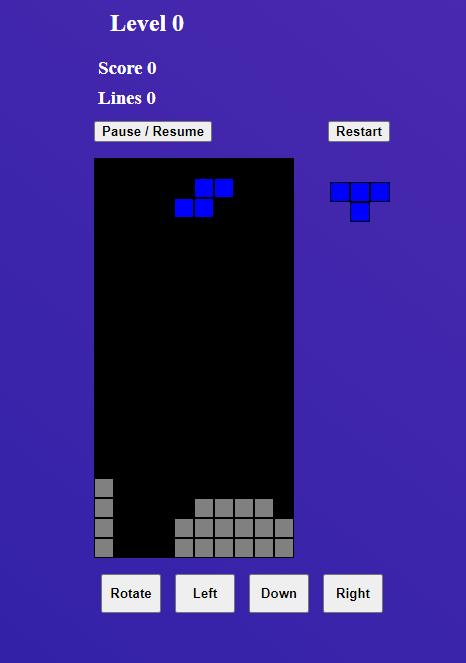 Level 0
Score 0
Lines 0
Pause / Resume
Restart
Rotate
Left
Down
Right